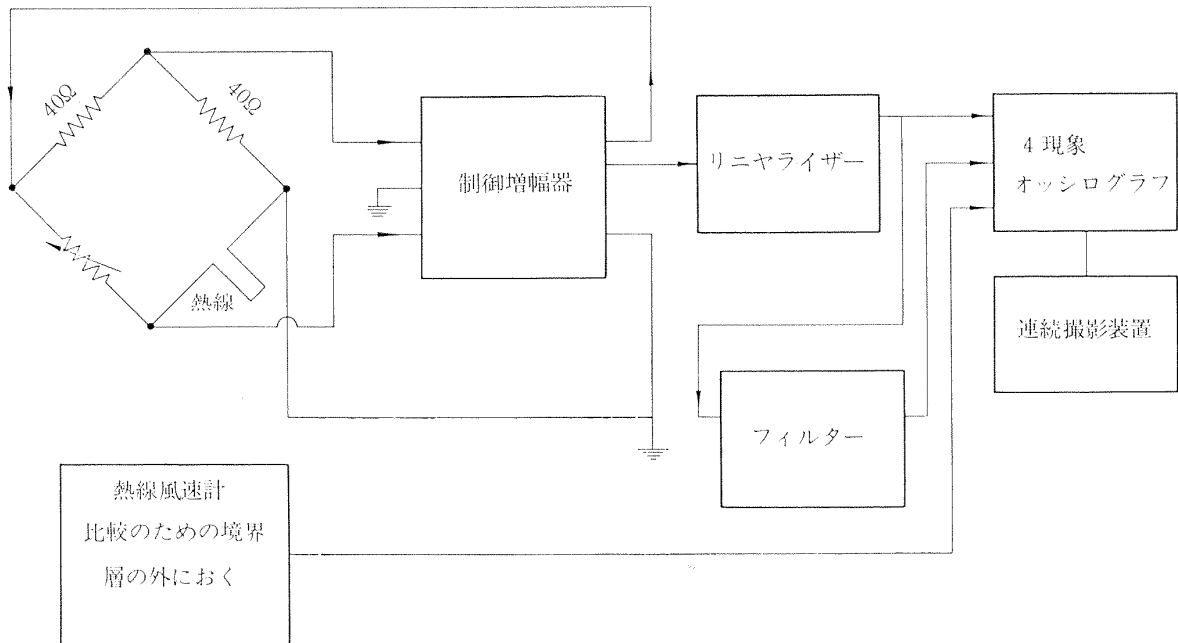 40Ω
40Ω
熱線
制御増幅器
リニヤライザー
4 現象
オッシログラフ
連続撮影装置
フィルター
熱線風速計
比較のための境界
層の外におく